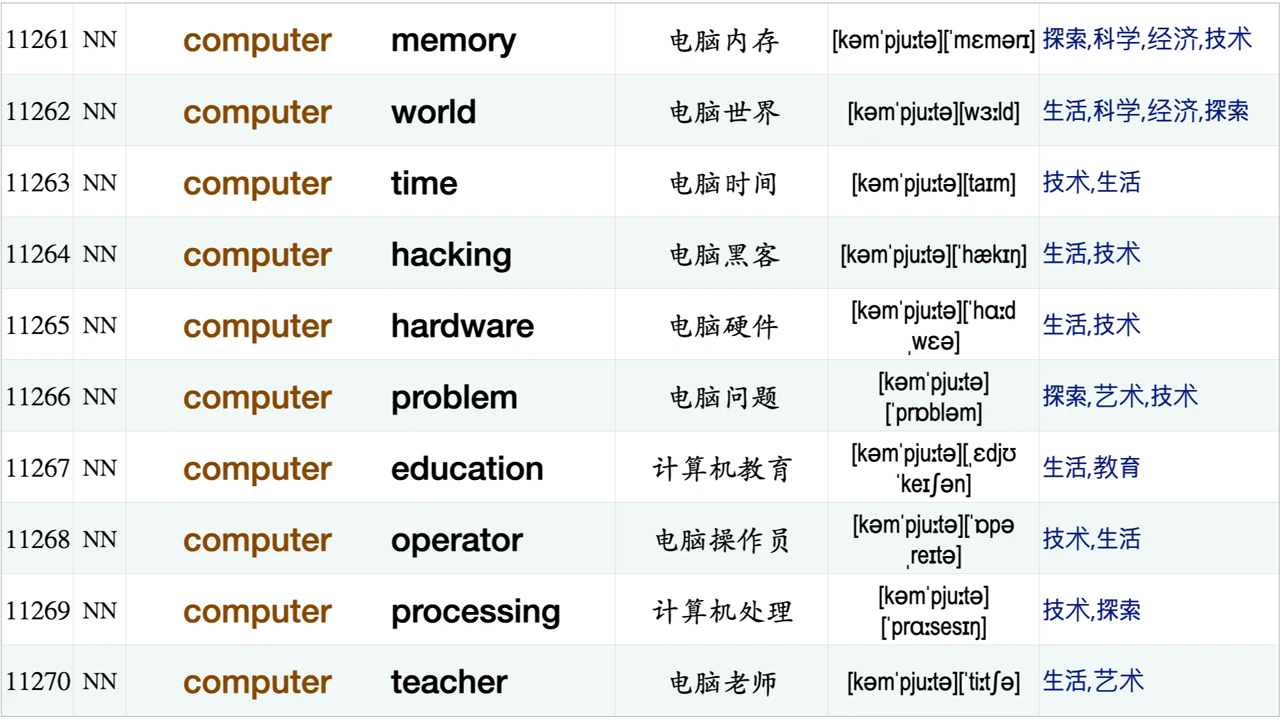 11261 NN computer memory 电脑内存 [kəmˈpjuːtə][ˈmɛmərɪ] 探索,科学,经济,技术
11262 NN computer world 电脑世界 [kəmˈpjuːtə][wɜːld] 生活,科学,经济,探索
11263 NN computer time 电脑时间 [kəmˈpjuːtə][taɪm] 技术,生活
11264 NN computer hacking 电脑黑客 [kəmˈpjuːtə][ˈhækɪŋ] 生活,技术
11265 NN computer hardware 电脑硬件 [kəmˈpjuːtə][ˈhɑːd
ˌwɛə] 生活,技术
11266 NN computer problem 电脑问题 [kəmˈpjuːtə]
[ˈprɒbləm] 探索,艺术,技术
11267 NN computer education 计算机教育 [kəmˈpjuːtə][ˌɛdjʊ
ˈkeɪʃən] 生活,教育
11268 NN computer operator 电脑操作员 [kəmˈpjuːtə][ˈɒpə
ˌreɪtə] 技术,生活
11269 NN computer processing 计算机处理 [kəmˈpjuːtə]
[ˈprɑɪsesɪŋ] 技术,探索
11270 NN computer teacher 电脑老师 [kəmˈpjuːtə][ˈtiːtʃə] 生活,艺术